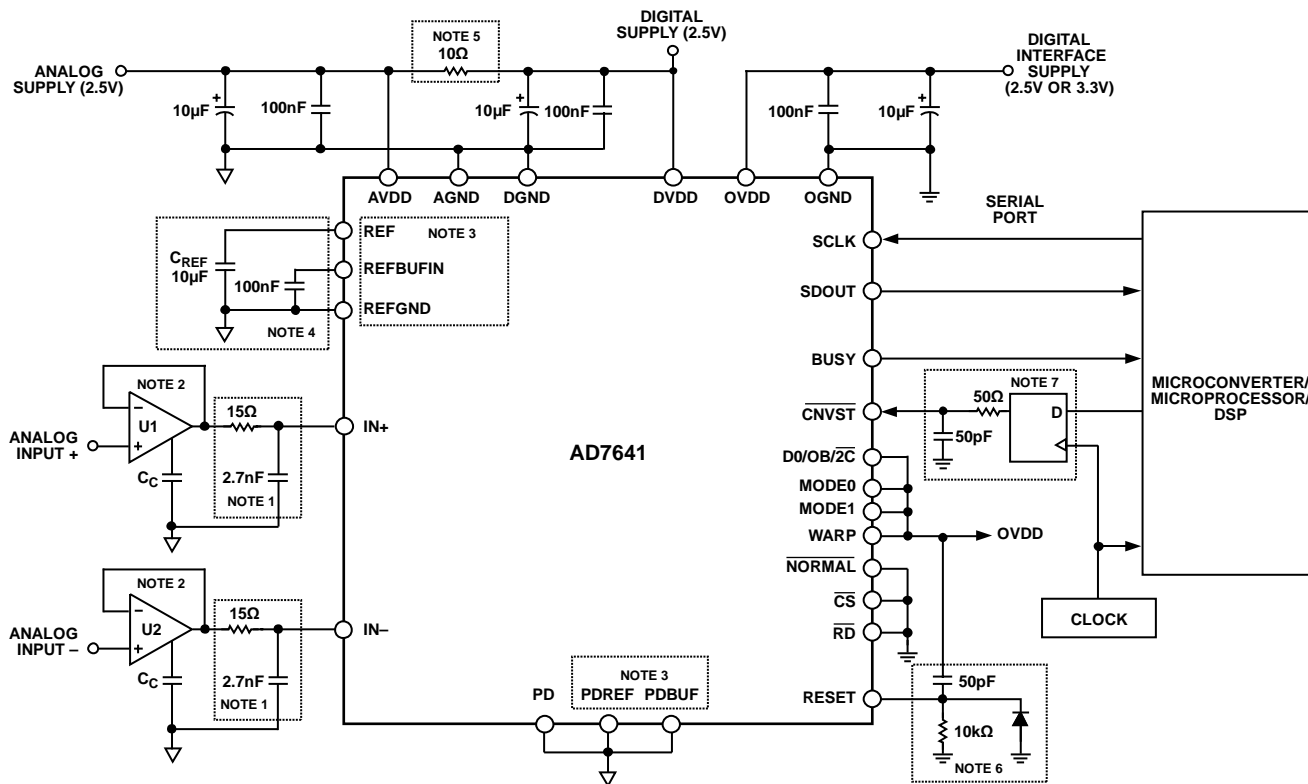 ANALOG
SUPPLY (2.5V)
NOTE 5
10Ω
DIGITAL
SUPPLY (2.5V)
DIGITAL
INTERFACE
SUPPLY
(2.5V OR 3.3V)
10µF
+
100nF
10µF
+
100nF
100nF
10µF
+
AVDD
AGND
DGND
DVDD
OVDD
OGND
SERIAL
PORT
CREF
10µF
100nF
NOTE 4
REF
REFBUFIN
REFGND
NOTE 3
SCLK
SDOUT
BUSY
CNVST
D0/OB/2C
MODE0
MODE1
WARP
NORMAL
CS
RD
RESET
NOTE 7
50Ω
50pF
D
MICROCONVERTER/
MICROPROCESSOR/
DSP
OVDD
CLOCK
NOTE 2
–
U1
+
ANALOG
INPUT +
CC
15Ω
2.7nF
NOTE 1
IN+
AD7641
NOTE 2
–
U2
+
ANALOG
INPUT –
CC
15Ω
2.7nF
NOTE 1
IN–
NOTE 3
PD
PDREF
PDBUF
50pF
10kΩ
NOTE 6